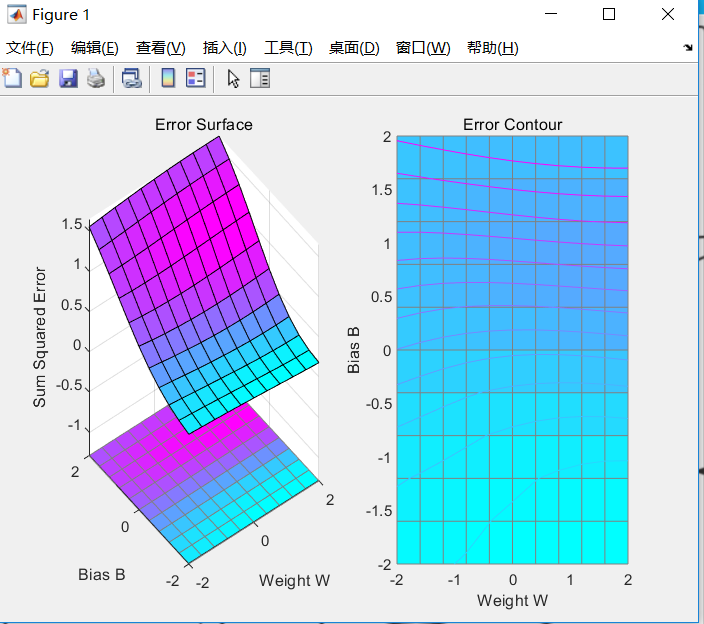 Figure 1
文件(F) 编辑(E) 查看(V) 插入(I) 工具(T) 桌面(D) 窗口(W) 帮助(H)
Error Surface
1.5
1
0.5
0
-0.5
-1
Sum Squared Error
2
0
-2
Bias B
-2
0
2
Weight W
Error Contour
2
1.5
1
0.5
0
-0.5
-1
-1.5
-2
Bias B
-2 -1 0 1 2
Weight W